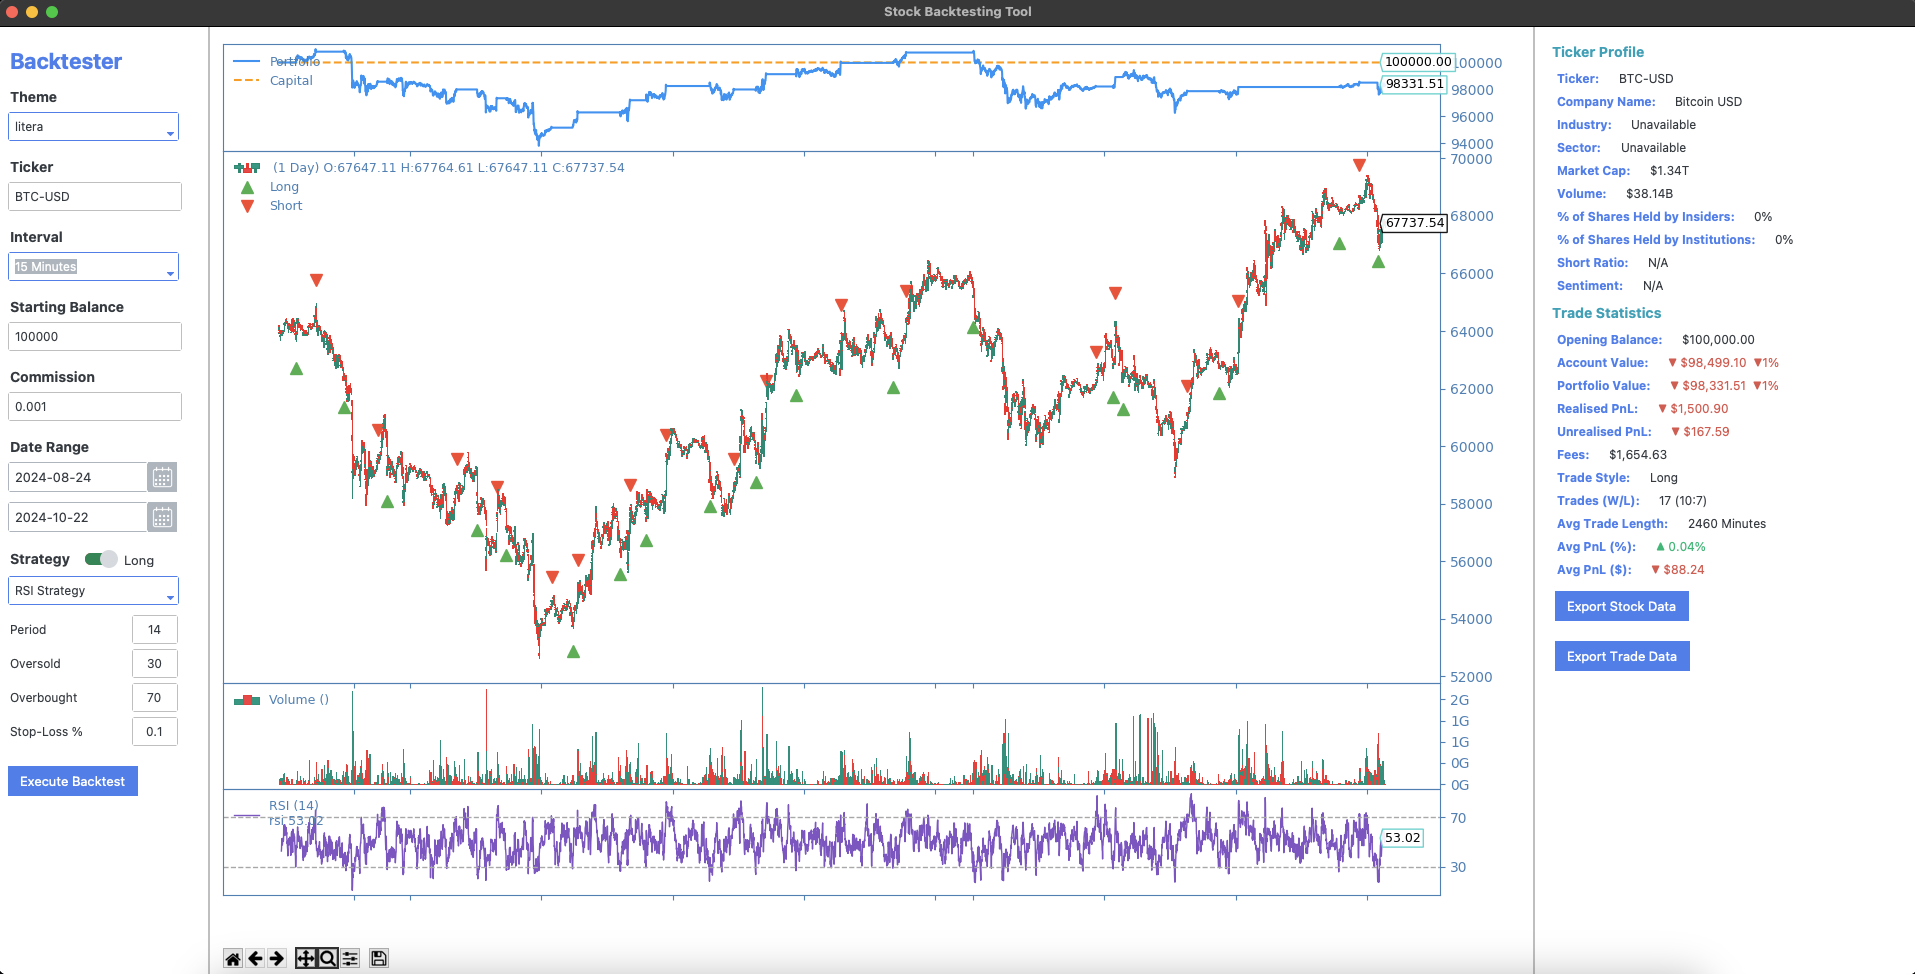 Stock Backtesting Tool
Backtester
Theme
litera
Ticker
BTC-USD
Interval
15 Minutes
Starting Balance
100000
Commission
0.001
Date Range
2024-08-24
2024-10-22
Strategy Long
RSI Strategy
Period 14
Oversold 30
Overbought 70
Stop-Loss % 0.1
Execute Backtest
Portfolio
Capital
100000.00
98331.51
100000
98000
96000
94000
(1 Day) O:67647.11 H:67764.61 L:67647.11 C:67737.54
Long
Short
67737.54
70000
68000
66000
64000
62000
60000
58000
56000
54000
52000
Volume ()
2G
1G
1G
0G
0G
RSI (14)
rsi 53.02
53.02
70
30
Ticker Profile
Ticker: BTC-USD
Company Name: Bitcoin USD
Industry: Unavailable
Sector: Unavailable
Market Cap: $1.34T
Volume: $38.14B
% of Shares Held by Insiders: 0%
% of Shares Held by Institutions: 0%
Short Ratio: N/A
Sentiment: N/A
Trade Statistics
Opening Balance: $100,000.00
Account Value: ▼ $98,499.10 ▼1%
Portfolio Value: ▼ $98,331.51 ▼1%
Realised PnL: ▼ $1,500.90
Unrealised PnL: ▼ $167.59
Fees: $1,654.63
Trade Style: Long
Trades (W/L): 17 (10:7)
Avg Trade Length: 2460 Minutes
Avg PnL (%): ▲ 0.04%
Avg PnL ($): ▼ $88.24
Export Stock Data
Export Trade Data